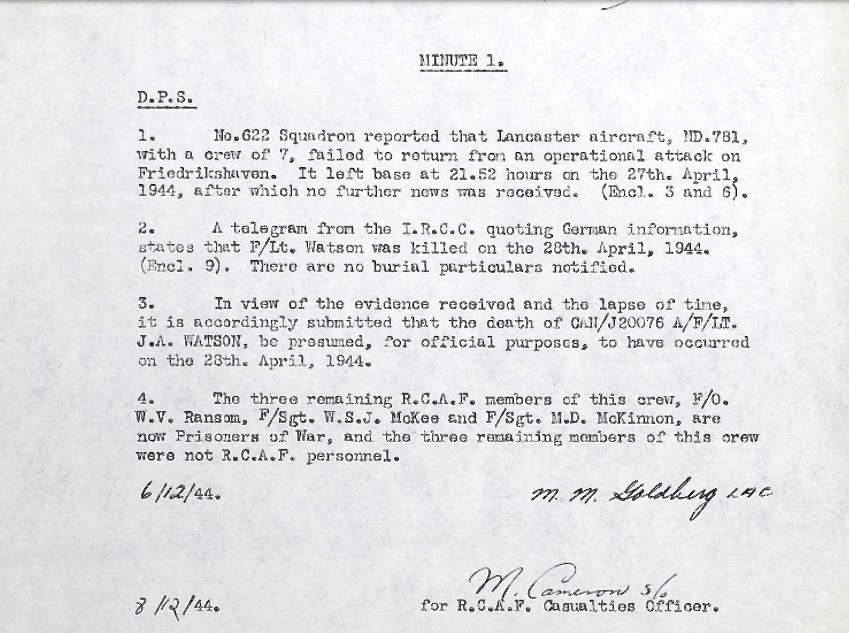 MINUTE 1.
D.P.S.
1. No.622 Squadron reported that Lancaster aircraft, ND.781,
with a crew of 7, failed to return from an operational attack on
Friedrikshaven. It left base at 21.52 hours on the 27th. April,
1944, after which no further news was received. (Encl. 3 and 6).
2. A telegram from the I.R.C.C. quoting German information,
states that F/Lt. Watson was killed on the 28th. April, 1944.
(Encl. 9). There are no burial particulars notified.
3. In view of the evidence received and the lapse of time,
it is accordingly submitted that the death of CAN/J20076 A/F/LT.
J.A. WATSON, be presumed, for official purposes, to have occurred
on the 28th. April, 1944.
4. The three remaining R.C.A.F. members of this crew, F/O.
W.V. Ransom, F/Sgt. W.S.J. McKee and F/Sgt. M.D. McKinnon, are
now Prisoners of War, and the three remaining members of this crew
were not R.C.A.F. personnel.
6/12/44. M. M. Goldberg LAC
M. Cameron S/O
8/12/44. for R.C.A.F. Casualties Officer.